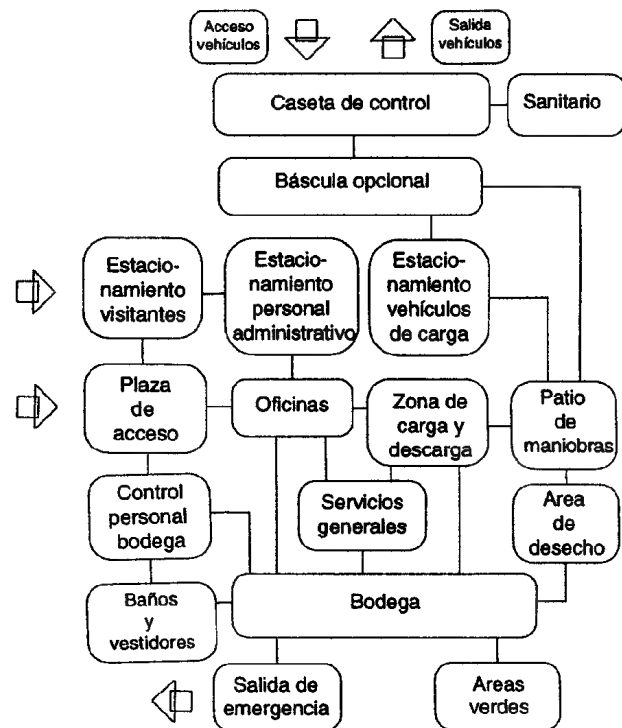 Acceso
vehículos
Salida
vehículos
Caseta de control
Sanitario
Báscula opcional
Estacio-
namiento
visitantes
Estacio-
namiento
personal
administrativo
Estacio-
namiento
vehículos
de carga
Plaza
de
acceso
Oficinas
Zona de
carga y
descarga
Patio
de
maniobras
Control
personal
bodega
Servicios
generales
Area
de
desecho
Baños
y
vestidores
Bodega
Salida de
emergencia
Areas
verdes